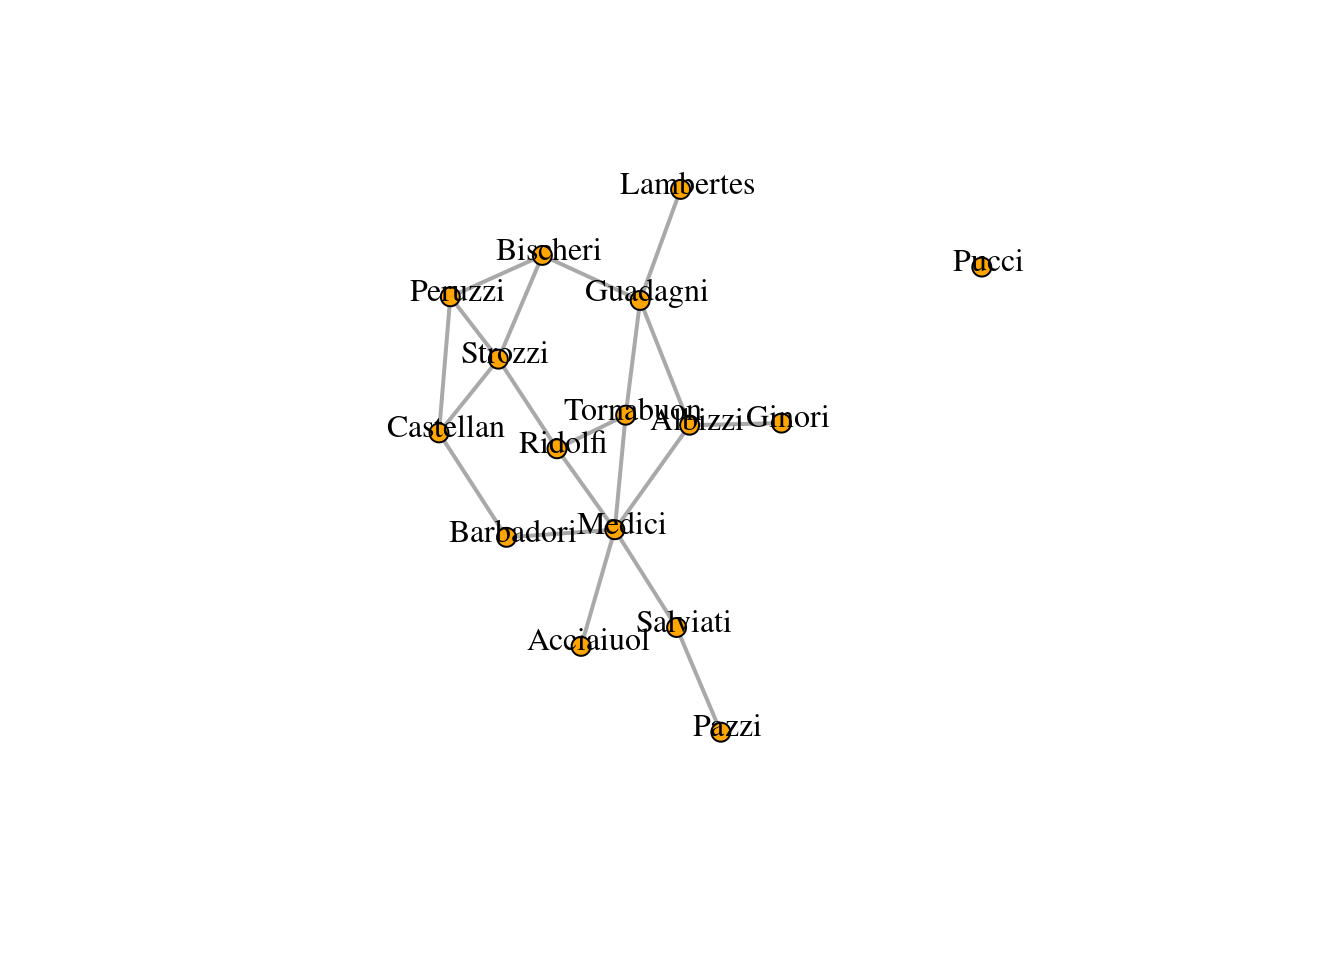 Lambertes
Bischeri
Pucci
Peruzzi
Guadagni
Strozzi
Tornabuon
Albizzi
Ginori
Castellan
Ridolfi
Medici
Barbadori
Salviati
Acciaiuol
Pazzi